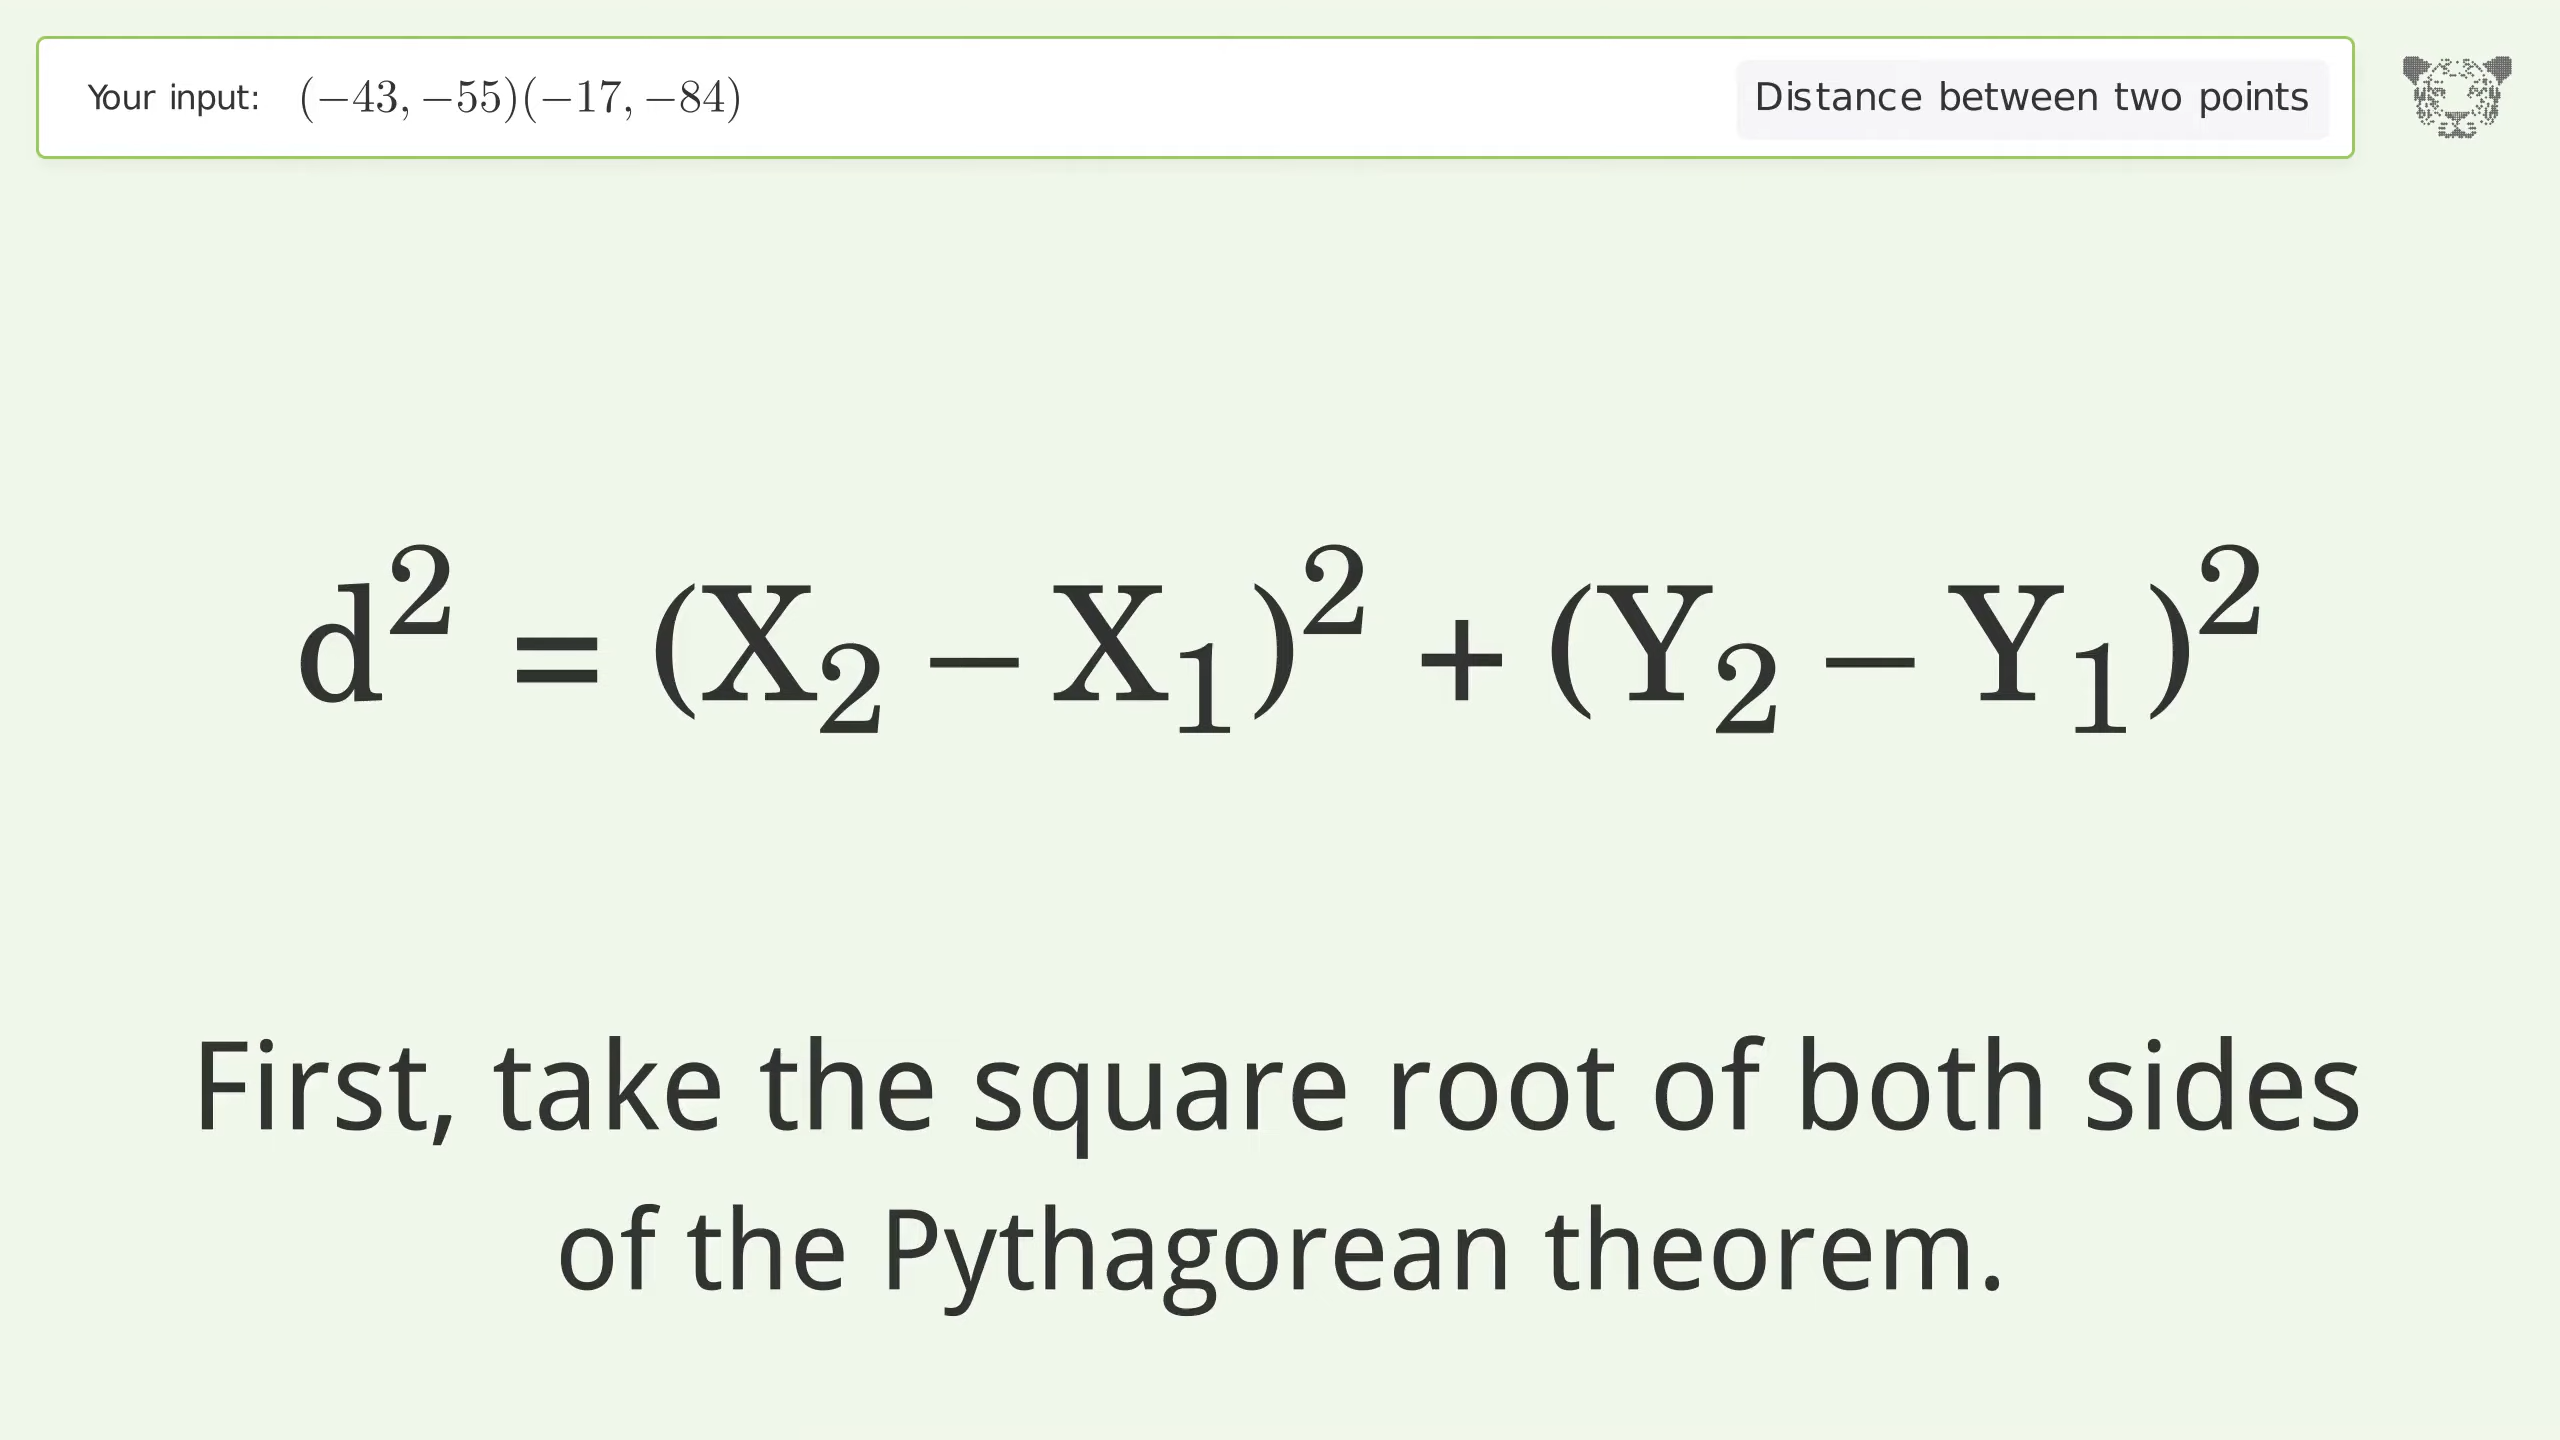 Your input: (−43, −55)(−17, −84)
Distance between two points
d² = (X₂ − X₁)² + (Y₂ − Y₁)²
First, take the square root of both sides
of the Pythagorean theorem.